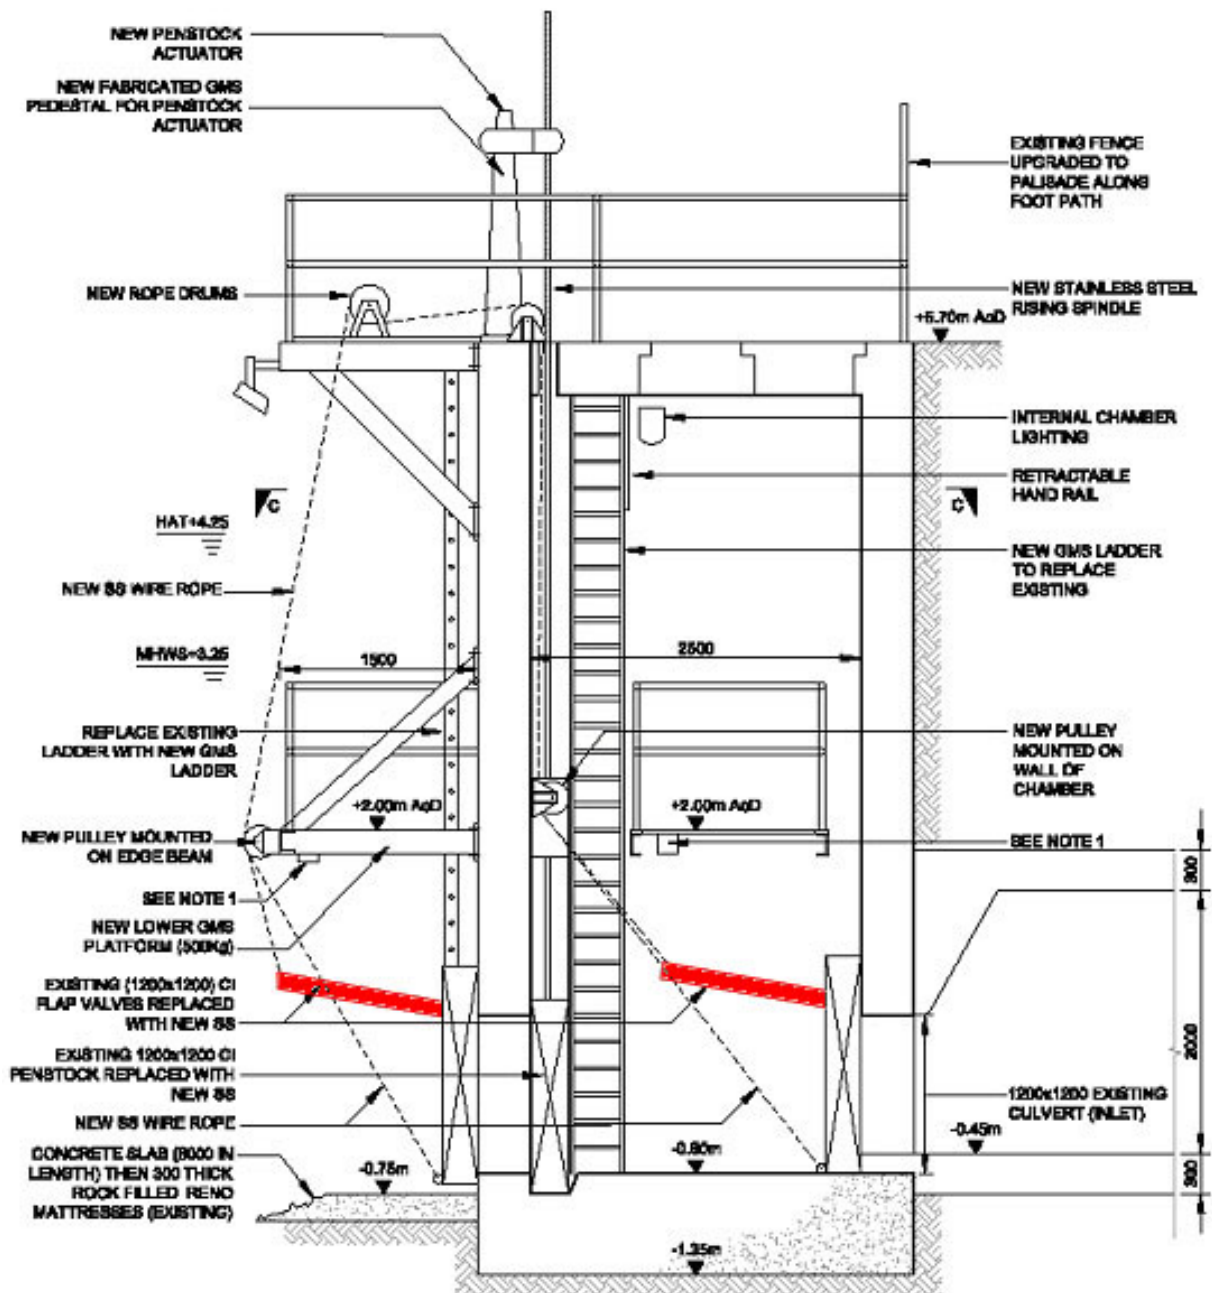 NEW PENSTOCK
ACTUATOR
NEW FABRICATED GMS
PEDESTAL FOR PENSTOCK
ACTUATOR
EXISTING FENCE
UPGRADED TO
PALISADE ALONG
FOOT PATH
NEW ROPE DRUMS
NEW STAINLESS STEEL
RISING SPINDLE
+5.70m AoD
INTERNAL CHAMBER
LIGHTING
RETRACTABLE
HAND RAIL
C
C
HAT+4.25
NEW GMS LADDER
TO REPLACE
EXISTING
NEW SS WIRE ROPE
MHWS+3.25
1500
2500
REPLACE EXISTING
LADDER WITH NEW GMS
LADDER
NEW PULLEY
MOUNTED ON
WALL OF
CHAMBER
+2.00m AoD
+2.00m AoD
NEW PULLEY MOUNTED
ON EDGE BEAM
SEE NOTE 1
SEE NOTE 1
300
NEW LOWER GMS
PLATFORM (500Kg)
EXISTING (1200x1200) CI
FLAP VALVES REPLACED
WITH NEW SS
2000
EXISTING 1200x1200 CI
PENSTOCK REPLACED WITH
NEW SS
1200x1200 EXISTING
CULVERT (INLET)
NEW SS WIRE ROPE
-0.45m
CONCRETE SLAB (6000 IN
LENGTH) THEN 300 THICK
ROCK FILLED RENO
MATTRESSES (EXISTING)
-0.75m
-0.60m
300
-1.35m